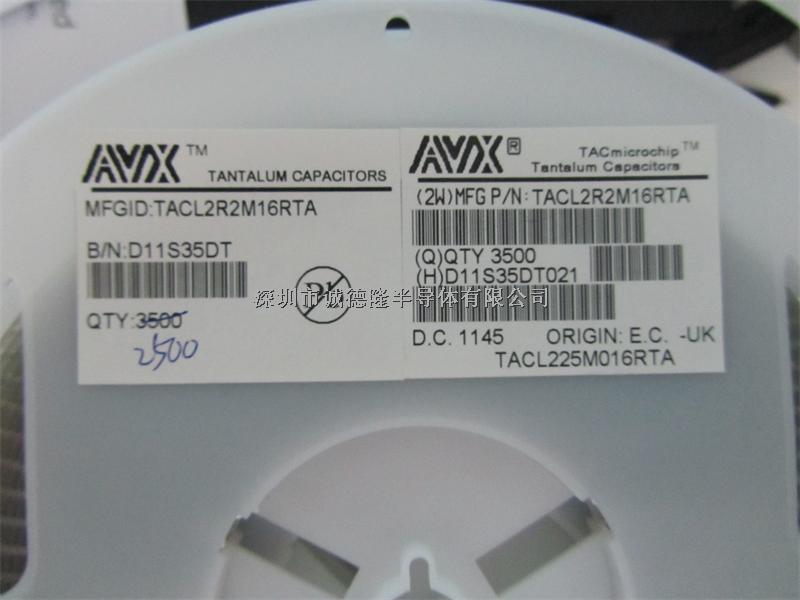 AVX TM
TANTALUM CAPACITORS
MFGID:TACL2R2M16RTA
B/N:D11S35DT
Pb
QTY:3500
2500
AVX ®
TACmicrochip TM
Tantalum Capacitors
(2W)MFG P/N:TACL2R2M16RTA
(Q)QTY 3500
(H)D11S35DT021
D.C. 1145 ORIGIN: E.C. -UK
TACL225M016RTA
深圳市诚德隆半导体有限公司